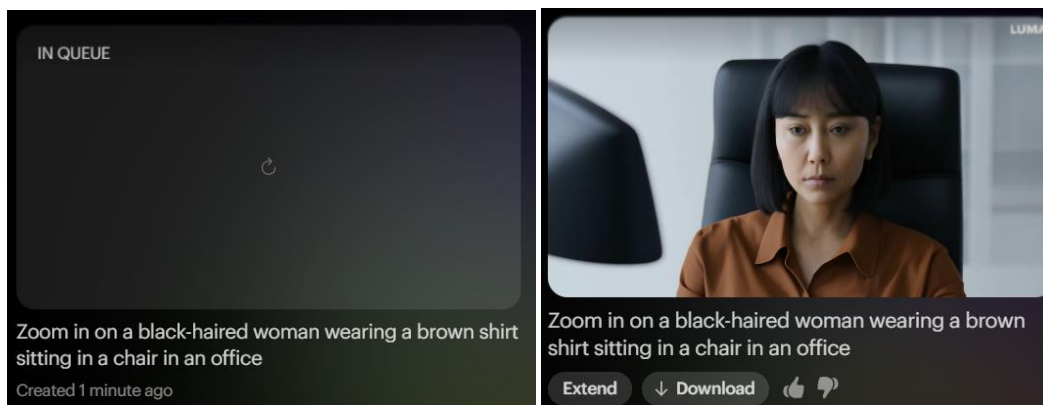 IN QUEUE
Zoom in on a black-haired woman wearing a brown shirt
sitting in a chair in an office
Created 1 minute ago
LUMA
Zoom in on a black-haired woman wearing a brown
shirt sitting in a chair in an office
Extend
Download